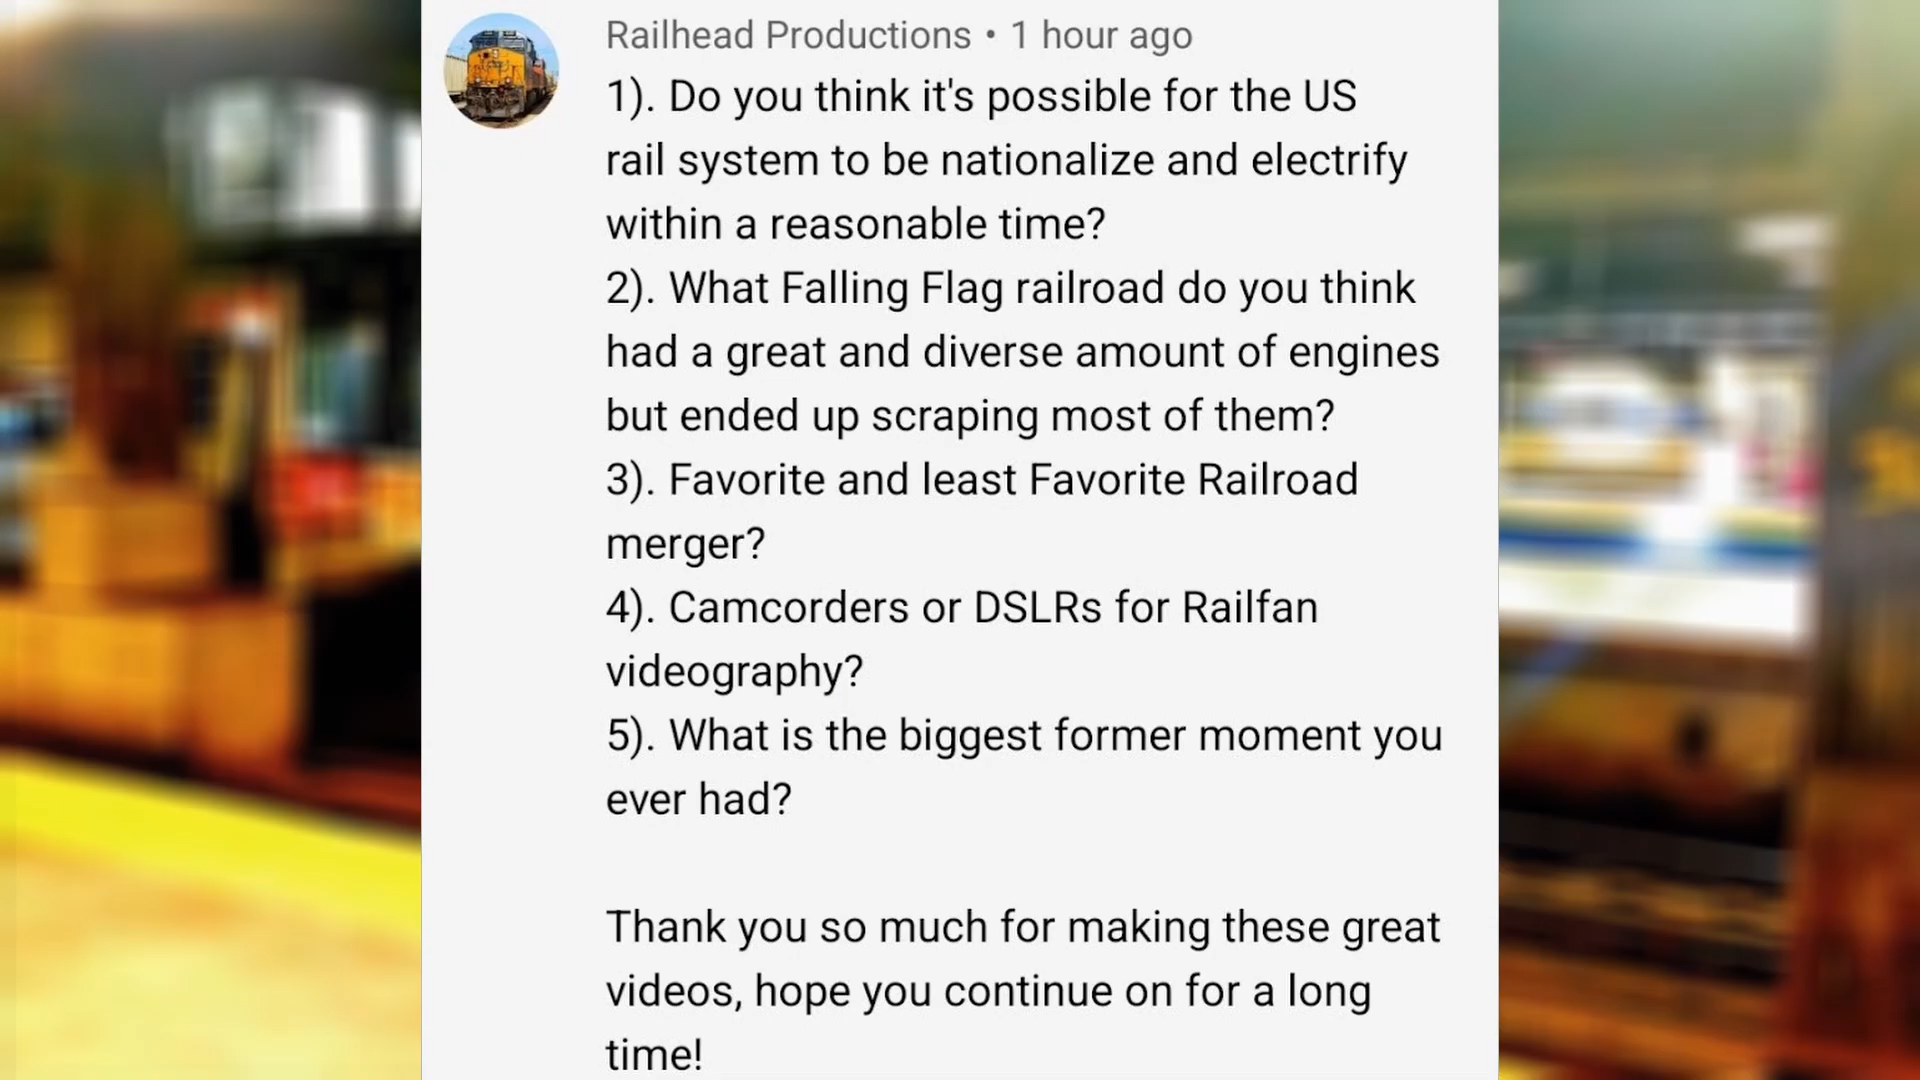 Railhead Productions • 1 hour ago
1). Do you think it's possible for the US
rail system to be nationalize and electrify
within a reasonable time?
2). What Falling Flag railroad do you think
had a great and diverse amount of engines
but ended up scraping most of them?
3). Favorite and least Favorite Railroad
merger?
4). Camcorders or DSLRs for Railfan
videography?
5). What is the biggest former moment you
ever had?
Thank you so much for making these great
videos, hope you continue on for a long
time!